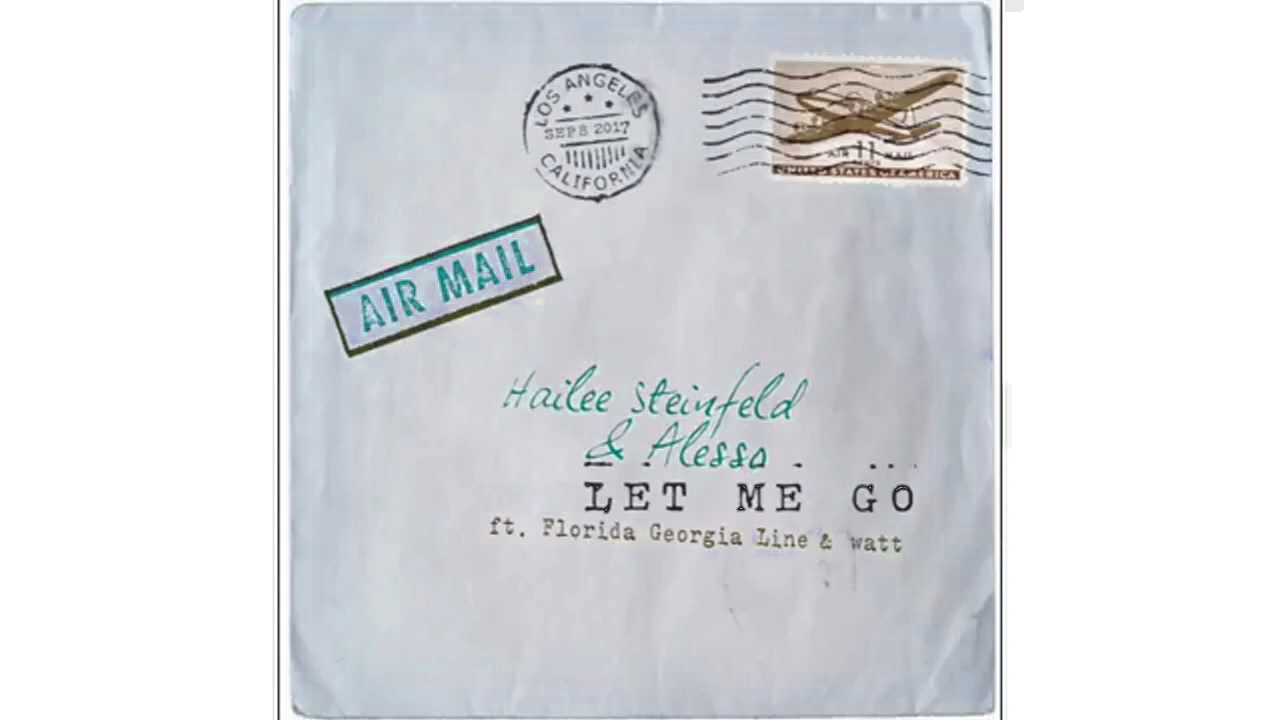 LOS ANGELES
SEP 8 2017
CALIFORNIA
AIR 11 MAIL
UNITED STATES OF AMERICA
AIR MAIL
Hailee Steinfeld
& Alesso
LET ME GO
ft. Florida Georgia Line & watt